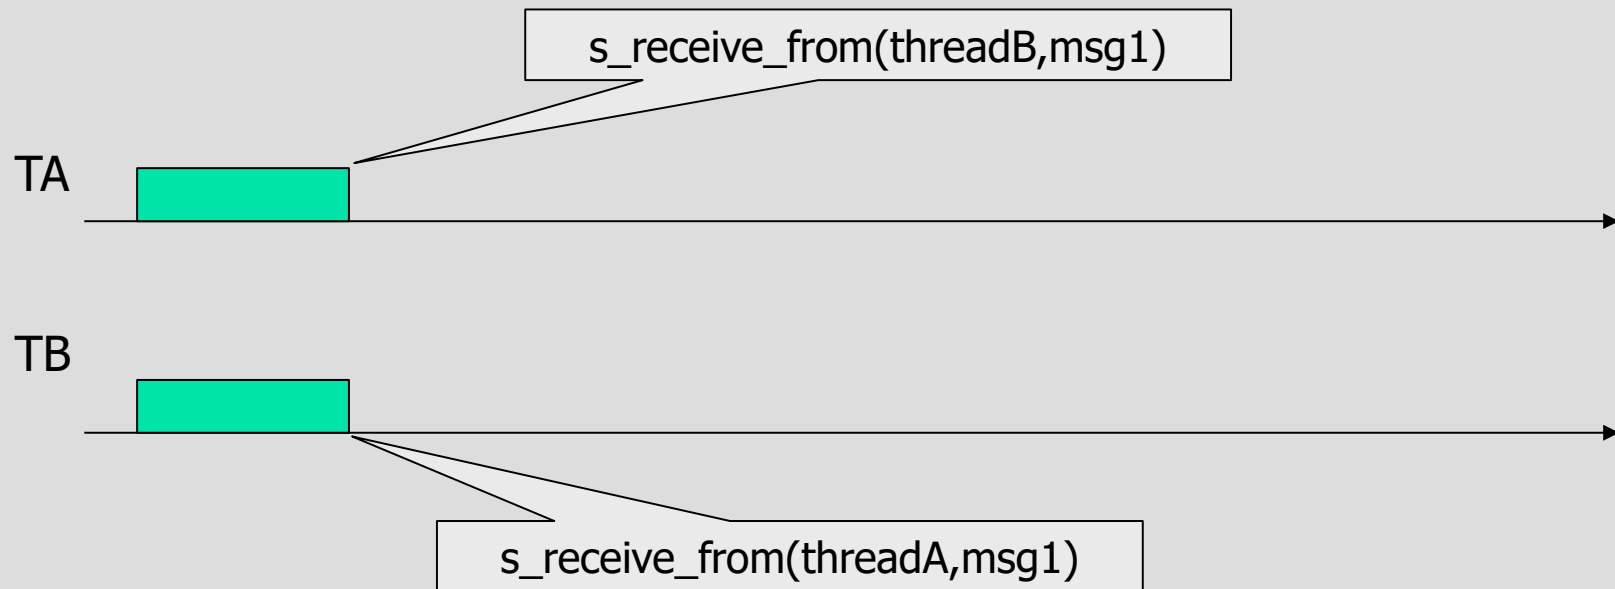 s_receive_from(threadB,msg1)
TA
TB
s_receive_from(threadA,msg1)